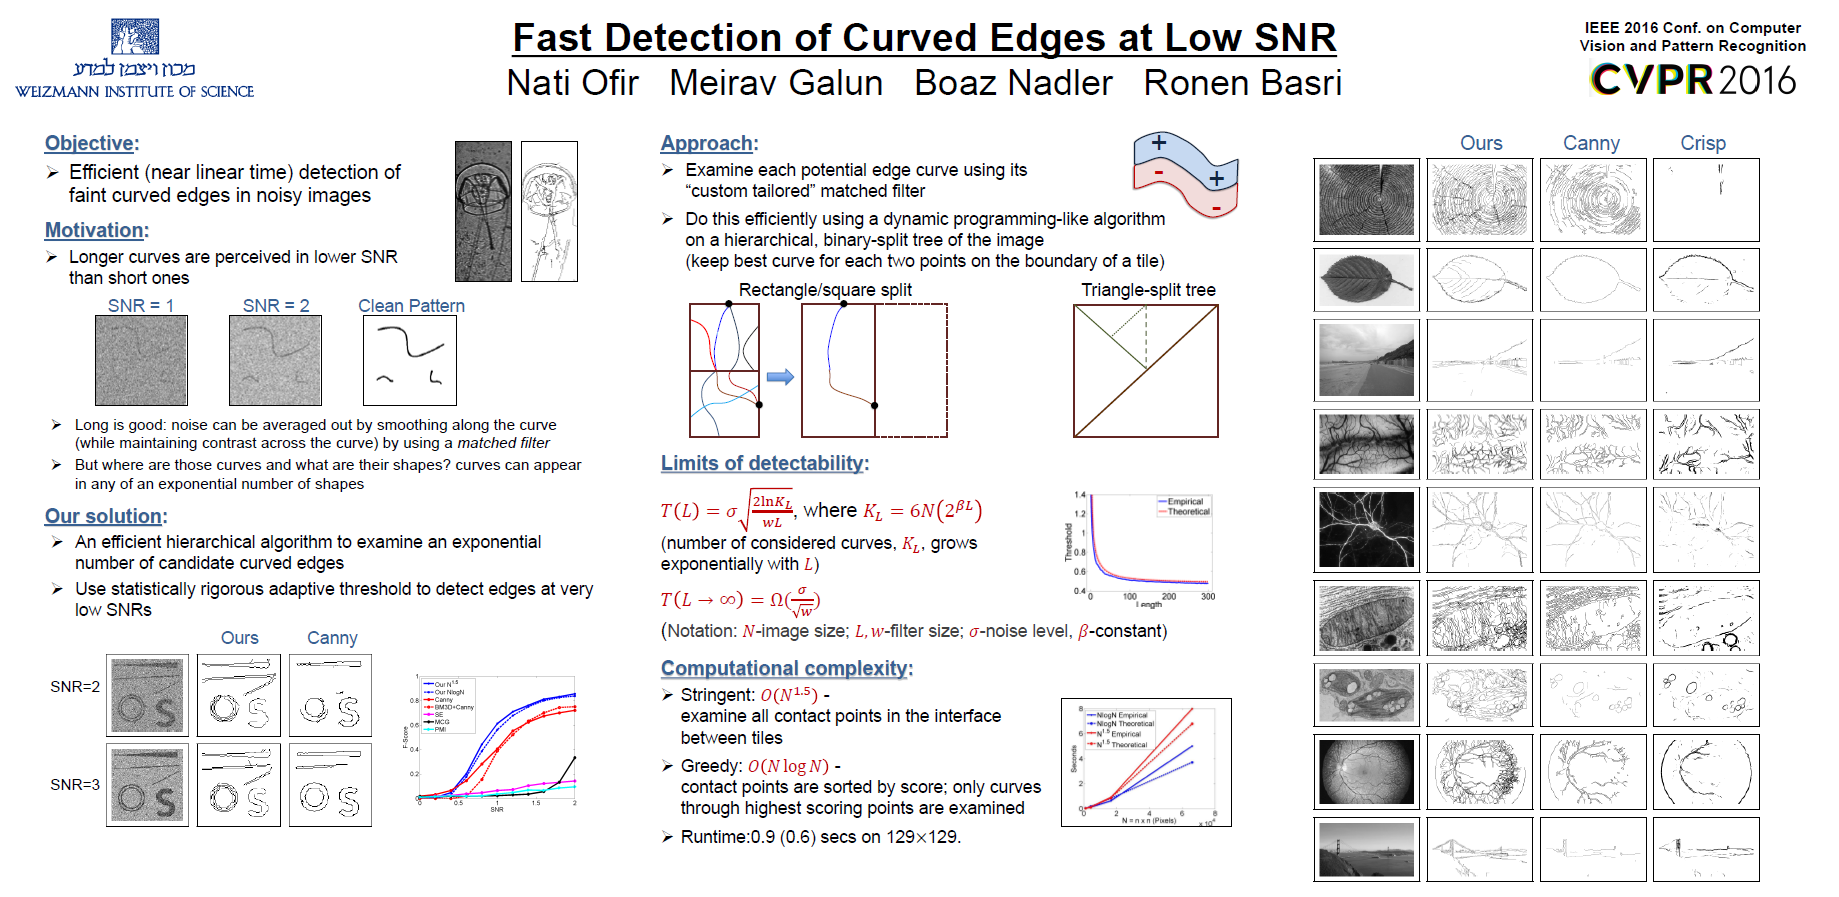 מכון ויצמן למדע
WEIZMANN INSTITUTE OF SCIENCE
Fast Detection of Curved Edges at Low SNR
Nati Ofir Meirav Galun Boaz Nadler Ronen Basri
IEEE 2016 Conf. on Computer
Vision and Pattern Recognition
CVPR 2016
Objective:
➢ Efficient (near linear time) detection of
faint curved edges in noisy images
Motivation:
➢ Longer curves are perceived in lower SNR
than short ones
SNR = 1 SNR = 2 Clean Pattern
➢ Long is good: noise can be averaged out by smoothing along the curve
(while maintaining contrast across the curve) by using a matched filter
➢ But where are those curves and what are their shapes? curves can appear
in any of an exponential number of shapes
Our solution:
➢ An efficient hierarchical algorithm to examine an exponential
number of candidate curved edges
➢ Use statistically rigorous adaptive threshold to detect edges at very
low SNRs
Ours Canny
SNR=2
SNR=3
S
S
Our N^1.5
Our NlogN
Canny
BM3D+Canny
SE
MCG
PMI
F-Score
1
0.8
0.6
0.4
0.2
0
0 0.5 1 1.5 2
SNR
Approach:
➢ Examine each potential edge curve using its
“custom tailored” matched filter
➢ Do this efficiently using a dynamic programming-like algorithm
on a hierarchical, binary-split tree of the image
(keep best curve for each two points on the boundary of a tile)
+
-
+
-
Rectangle/square split Triangle-split tree
Limits of detectability:
T(L) = σ√(2lnK_L / wL), where K_L = 6N(2^{βL})
(number of considered curves, K_L, grows
exponentially with L)
T(L → ∞) = Ω(σ/√w)
(Notation: N-image size; L,w-filter size; σ-noise level, β-constant)
Empirical
Theoretical
Threshold
1.4
1.2
1
0.8
0.6
0.4
0 100 200 300
Length
Computational complexity:
➢ Stringent: O(N^1.5) -
examine all contact points in the interface
between tiles
➢ Greedy: O(N log N) -
contact points are sorted by score; only curves
through highest scoring points are examined
➢ Runtime:0.9 (0.6) secs on 129×129.
NlogN Empirical
NlogN Theoretical
N^1.5 Empirical
N^1.5 Theoretical
Seconds
8
6
4
2
0
0 2 4 6 8
N = n x n (Pixels) x 10^4
Ours Canny Crisp